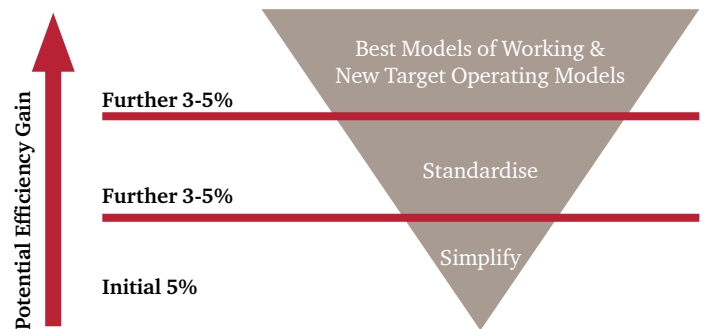 Potential Efficiency Gain
Best Models of Working &
New Target Operating Models
Further 3-5%
Standardise
Further 3-5%
Simplify
Initial 5%